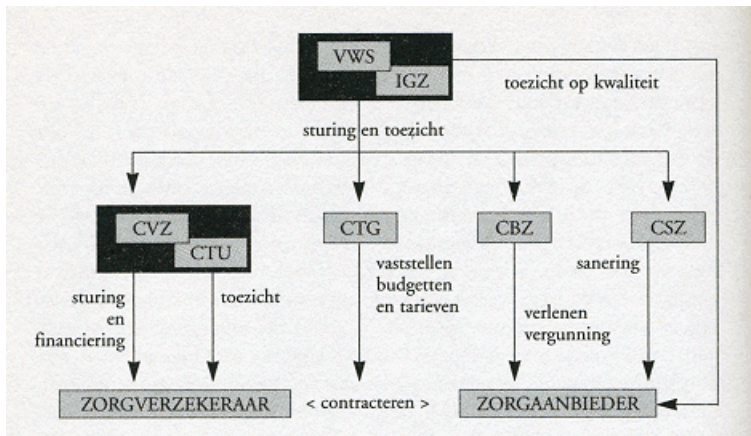 VWS
IGZ
toezicht op kwaliteit
sturing en toezicht
CVZ
CTU
CTG
CBZ
CSZ
sturing
en
financiering
toezicht
vaststellen
budgetten
en tarieven
verlenen
vergunning
sanering
ZORGVERZEKERAAR
< contracteren >
ZORGAANBIEDER